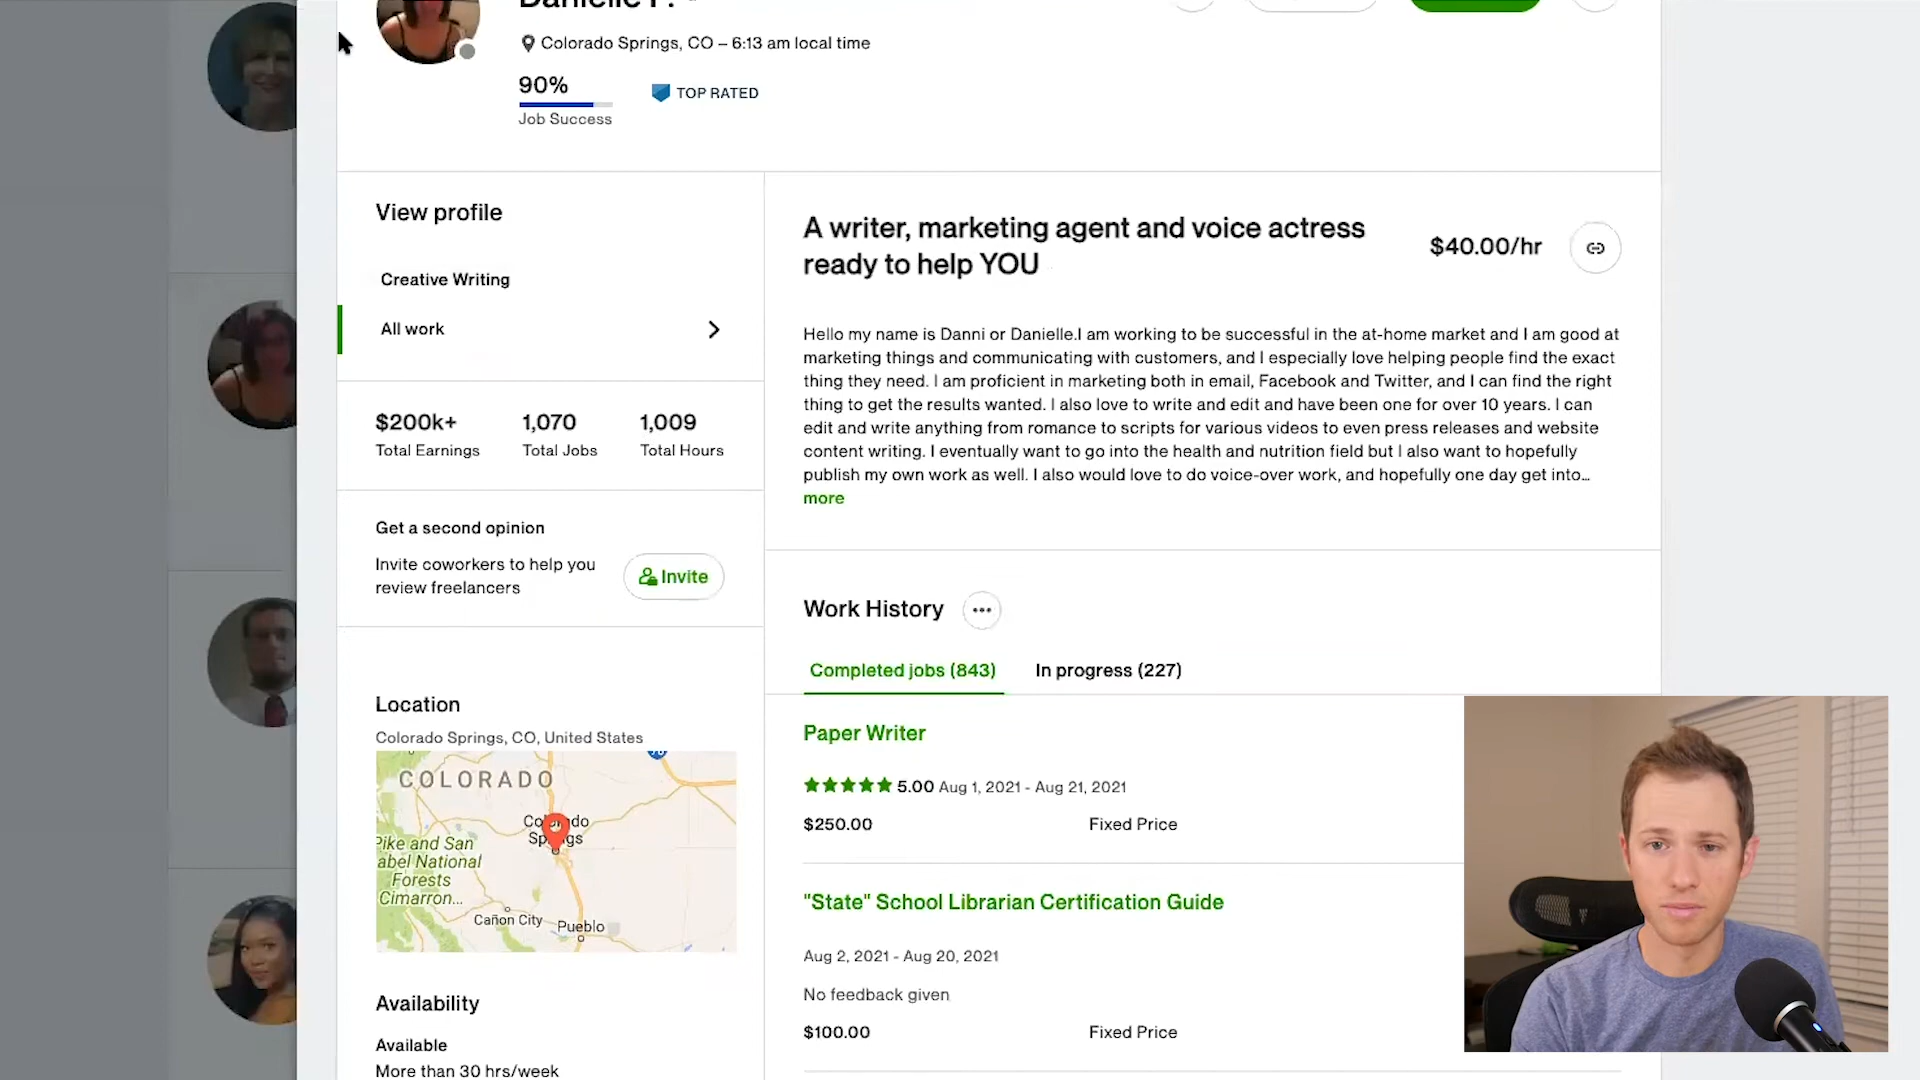 Danielle P.
Colorado Springs, CO – 6:13 am local time
90%
Job Success
TOP RATED
View profile
Creative Writing
All work
$200k+
Total Earnings
1,070
Total Jobs
1,009
Total Hours
Get a second opinion
Invite coworkers to help you
review freelancers
Invite
Location
Colorado Springs, CO, United States
COLORADO
Colorado
Springs
Pike and San
abel National
Forests
Cimarron...
Cañon City
Pueblo
Availability
Available
More than 30 hrs/week
A writer, marketing agent and voice actress
ready to help YOU
$40.00/hr
Hello my name is Danni or Danielle.I am working to be successful in the at-home market and I am good at
marketing things and communicating with customers, and I especially love helping people find the exact
thing they need. I am proficient in marketing both in email, Facebook and Twitter, and I can find the right
thing to get the results wanted. I also love to write and edit and have been one for over 10 years. I can
edit and write anything from romance to scripts for various videos to even press releases and website
content writing. I eventually want to go into the health and nutrition field but I also want to hopefully
publish my own work as well. I also would love to do voice-over work, and hopefully one day get into...
more
Work History
Completed jobs (843)
In progress (227)
Paper Writer
5.00 Aug 1, 2021 - Aug 21, 2021
$250.00
Fixed Price
"State" School Librarian Certification Guide
Aug 2, 2021 - Aug 20, 2021
No feedback given
$100.00
Fixed Price